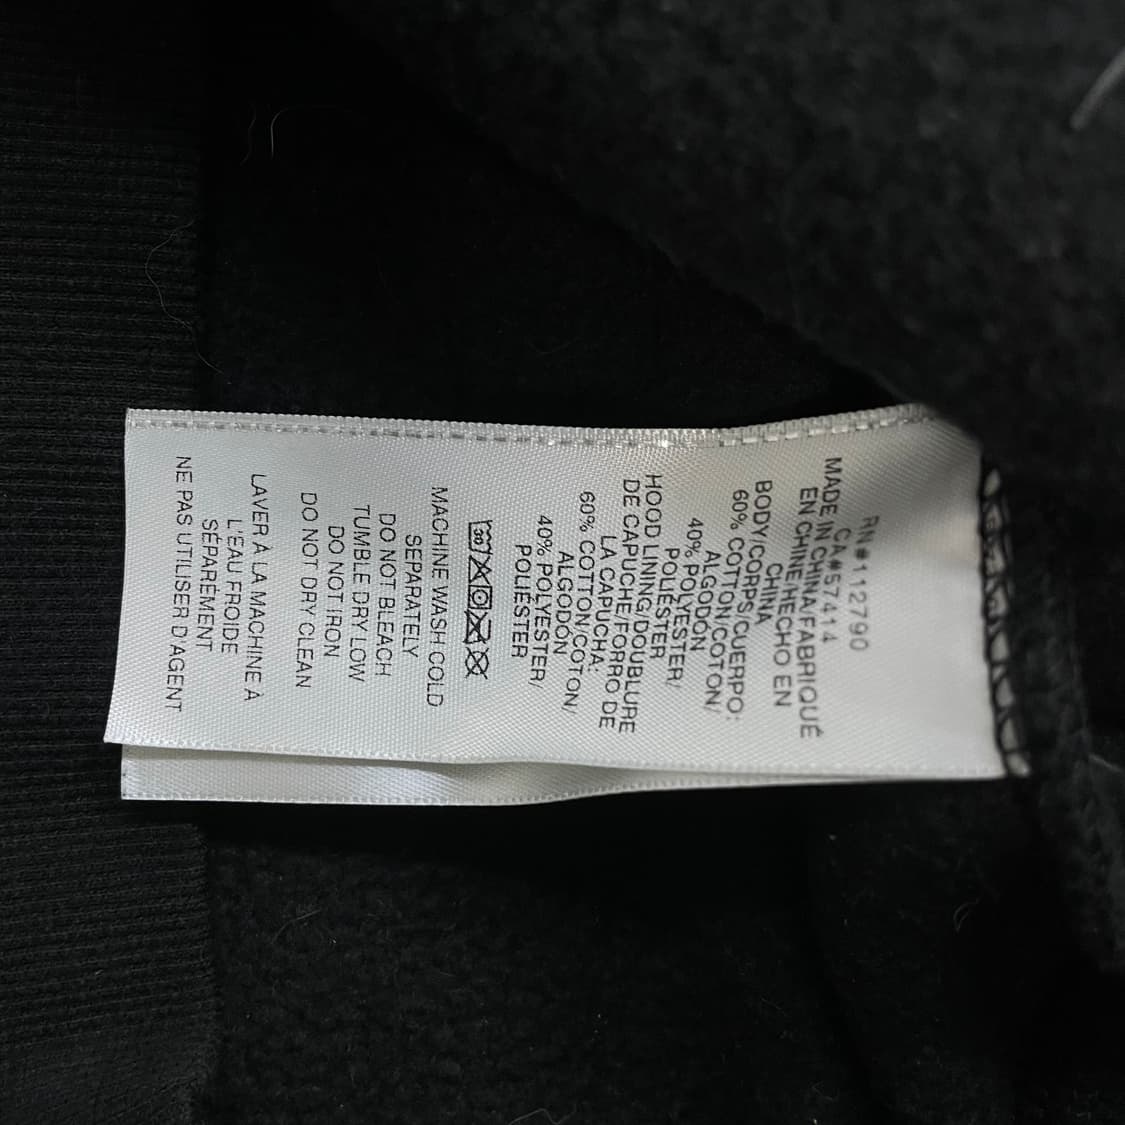 RN#112790
CA#57414
MADE IN CHINA/FABRIQUÉ
EN CHINE/HECHO EN
CHINA
BODY/CORPS/CUERPO:
60% COTTON/COTON/
ALGODÓN
40% POLYESTER/
POLIÉSTER
HOOD LINING/DOUBLURE
DE CAPUCHE/FORRO DE
LA CAPUCHA:
60% COTTON/COTON/
ALGODÓN
40% POLYESTER/
POLIÉSTER
30
MACHINE WASH COLD
SEPARATELY
DO NOT BLEACH
TUMBLE DRY LOW
DO NOT IRON
DO NOT DRY CLEAN
LAVER À LA MACHINE À
L'EAU FROIDE
SÉPARÉMENT
NE PAS UTILISER D'AGENT